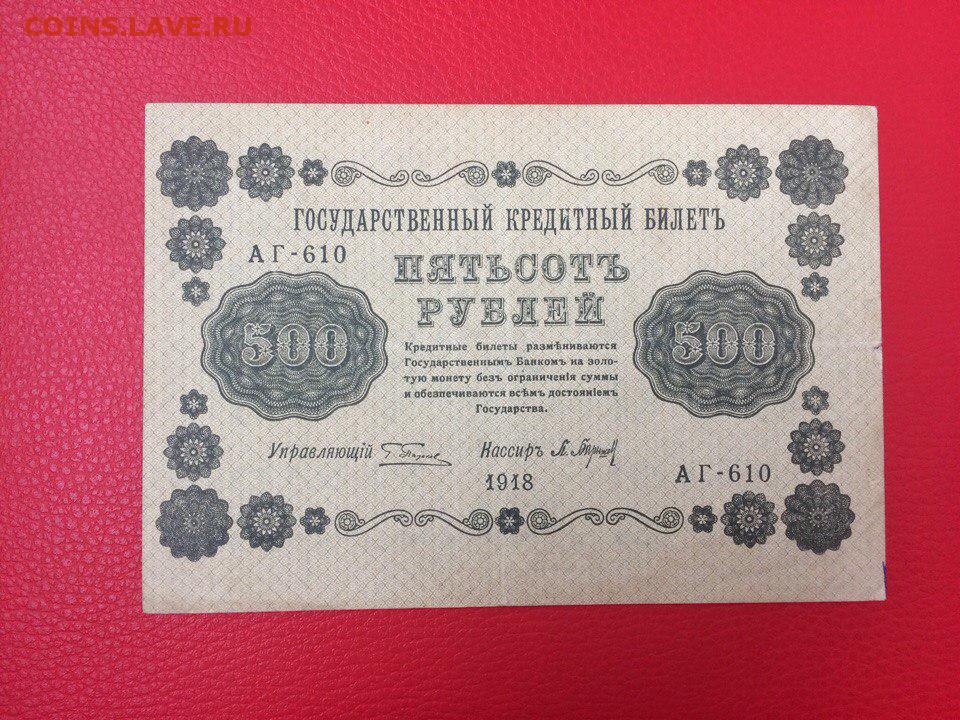 COINS.LAVE.RU
ГОСУДАРСТВЕННЫЙ КРЕДИТНЫЙ БИЛЕТЪ
АГ-610
ПЯТЬСОТЪ
РУБЛЕЙ
500
500
Кредитные билеты размѣниваются
Государственнымъ Банкомъ на золо-
тую монету безъ ограниченія суммы
и обезпечиваются всѣмъ достояніемъ
Государства.
Управляющій
Кассиръ
1918
АГ-610